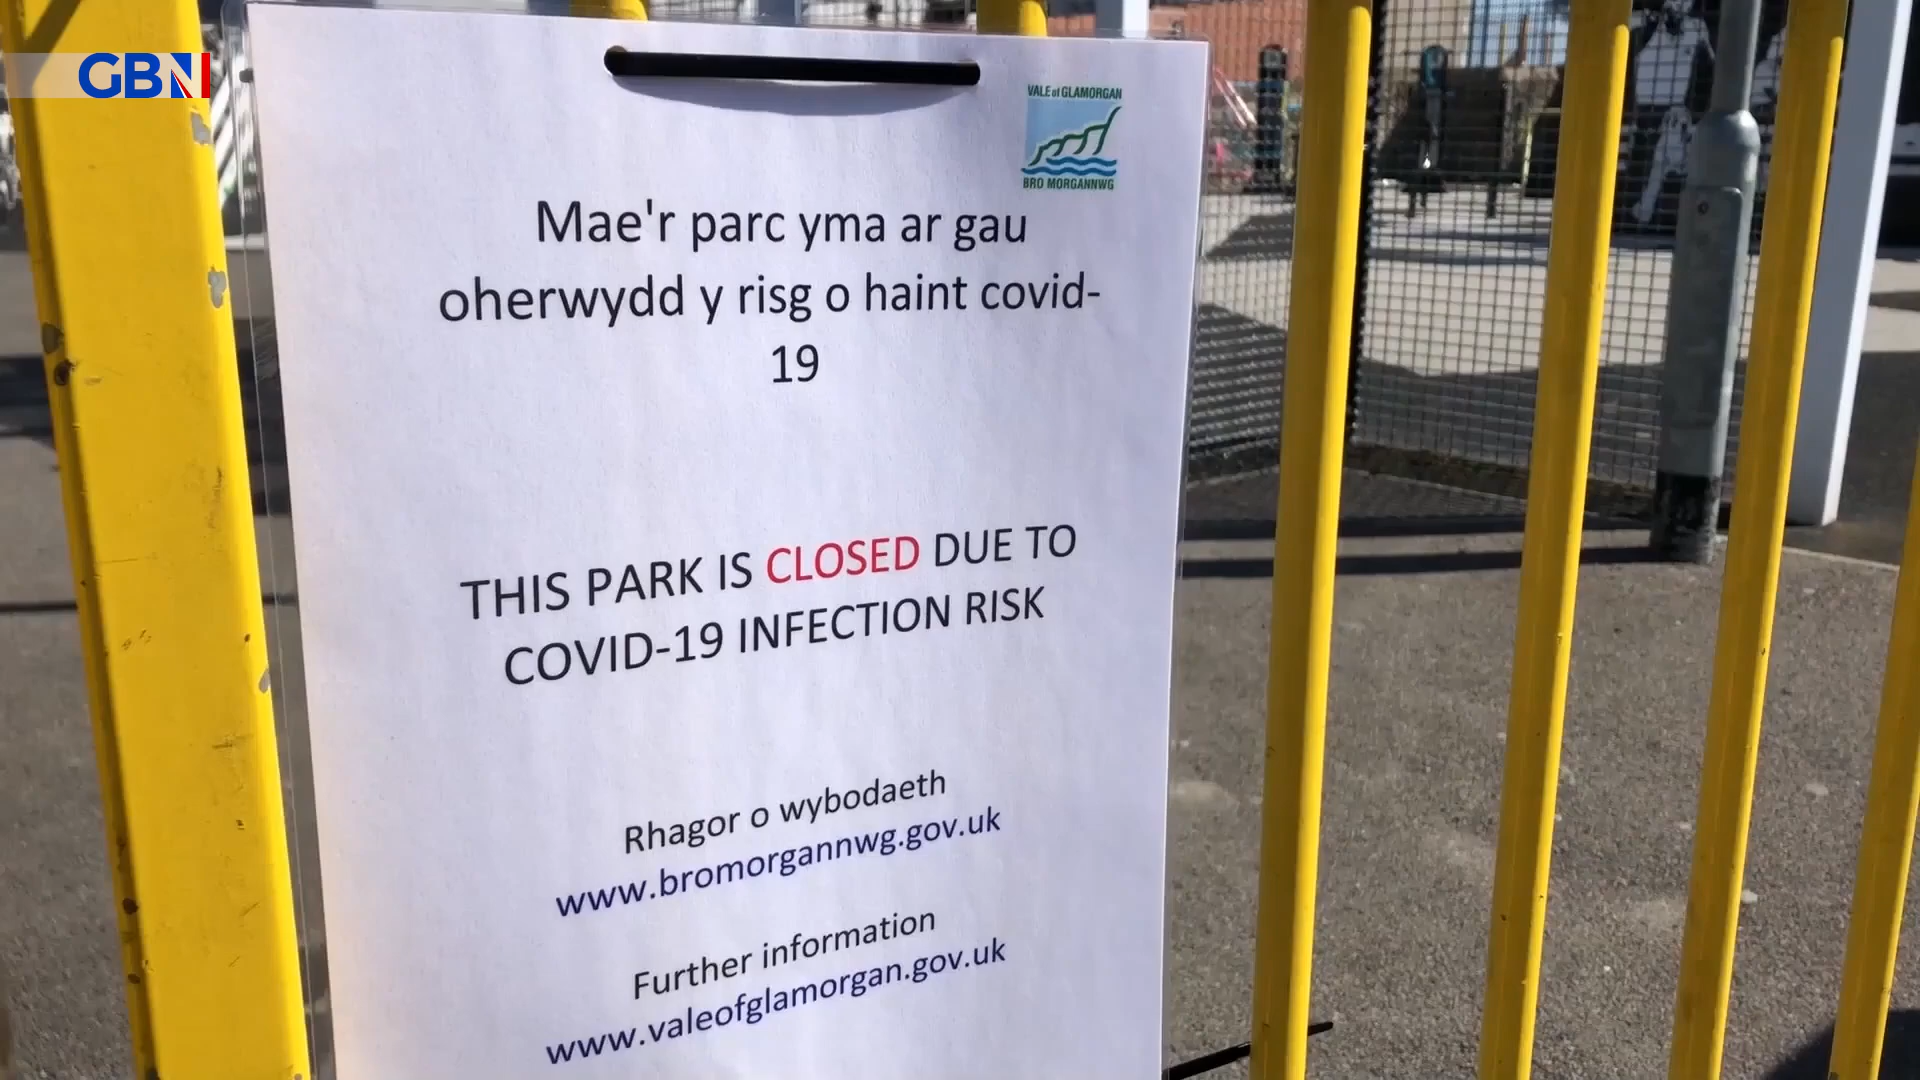 GBN
VALE of GLAMORGAN
BRO MORGANNWG
Mae'r parc yma ar gau
oherwydd y risg o haint covid-
19
THIS PARK IS CLOSED DUE TO
COVID-19 INFECTION RISK
Rhagor o wybodaeth
www.bromorgannwg.gov.uk
Further information
www.valeofglamorgan.gov.uk